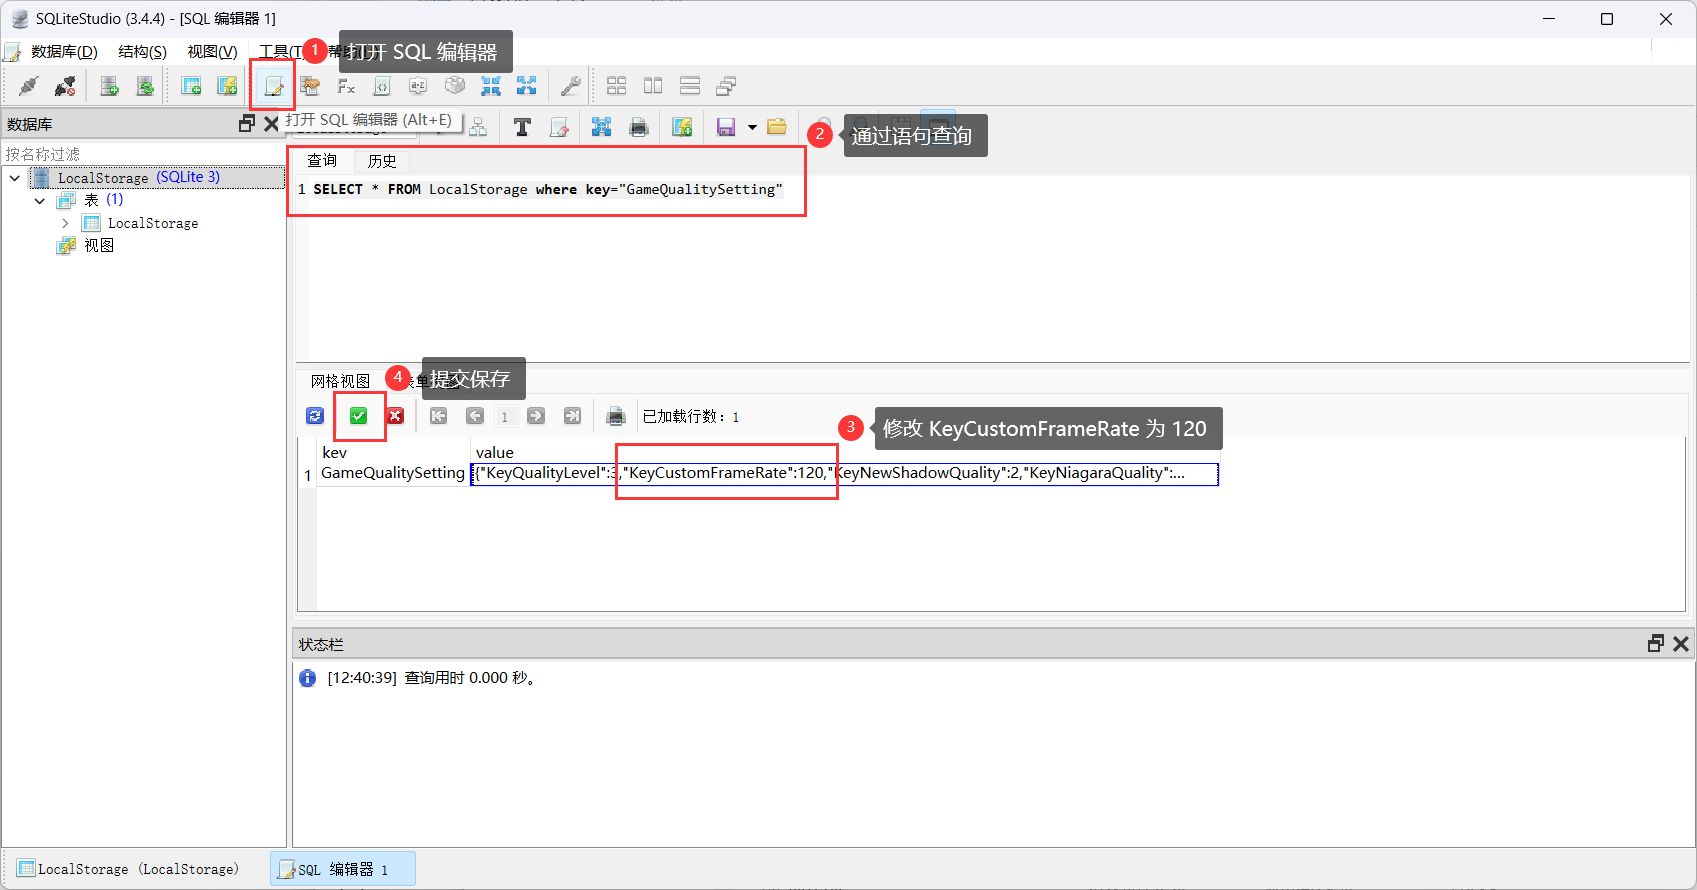 SQLiteStudio (3.4.4) - [SQL 编辑器 1]
数据库(D) 结构(S) 视图(V) 工具(T
1 打开 SQL 编辑器
打开 SQL 编辑器 (Alt+E)
数据库
按名称过滤
LocalStorage (SQLite 3)
表 (1)
LocalStorage
视图
2 通过语句查询
查询 历史
1 SELECT * FROM LocalStorage where key="GameQualitySetting"
网格视图
4 提交保存
1 已加载行数: 1
3 修改 KeyCustomFrameRate 为 120
key value
1 GameQualitySetting {"KeyQualityLevel":3,"KeyCustomFrameRate":120,"KeyNewShadowQuality":2,"KeyNiagaraQuality":...
状态栏
[12:40:39] 查询用时 0.000 秒。
LocalStorage (LocalStorage) SQL 编辑器 1